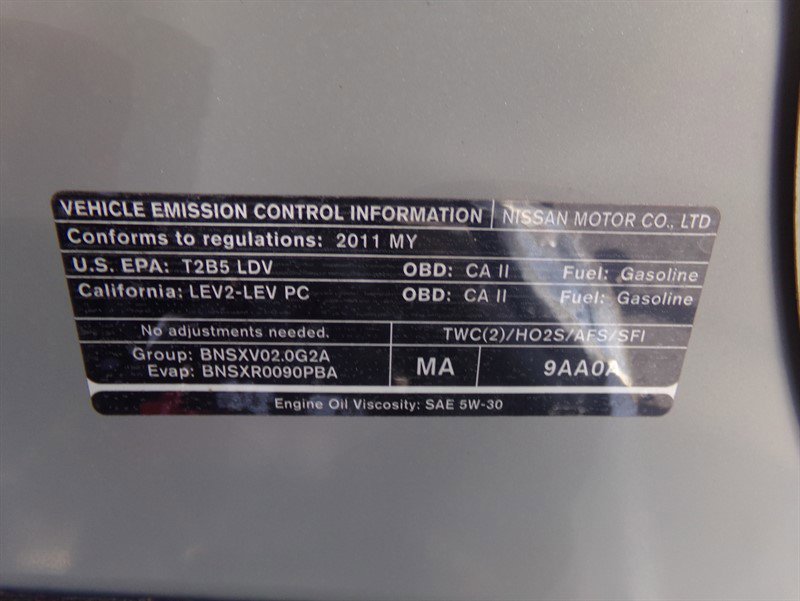 VEHICLE EMISSION CONTROL INFORMATION | NISSAN MOTOR CO., LTD
Conforms to regulations: 2011 MY
U.S. EPA: T2B5 LDV OBD: CA II Fuel: Gasoline
California: LEV2-LEV PC OBD: CA II Fuel: Gasoline
No adjustments needed. TWC(2)/HO2S/AFS/SFI
Group: BNSXV02.0G2A
Evap: BNSXR0090PBA
MA 9AA0A
Engine Oil Viscosity: SAE 5W-30